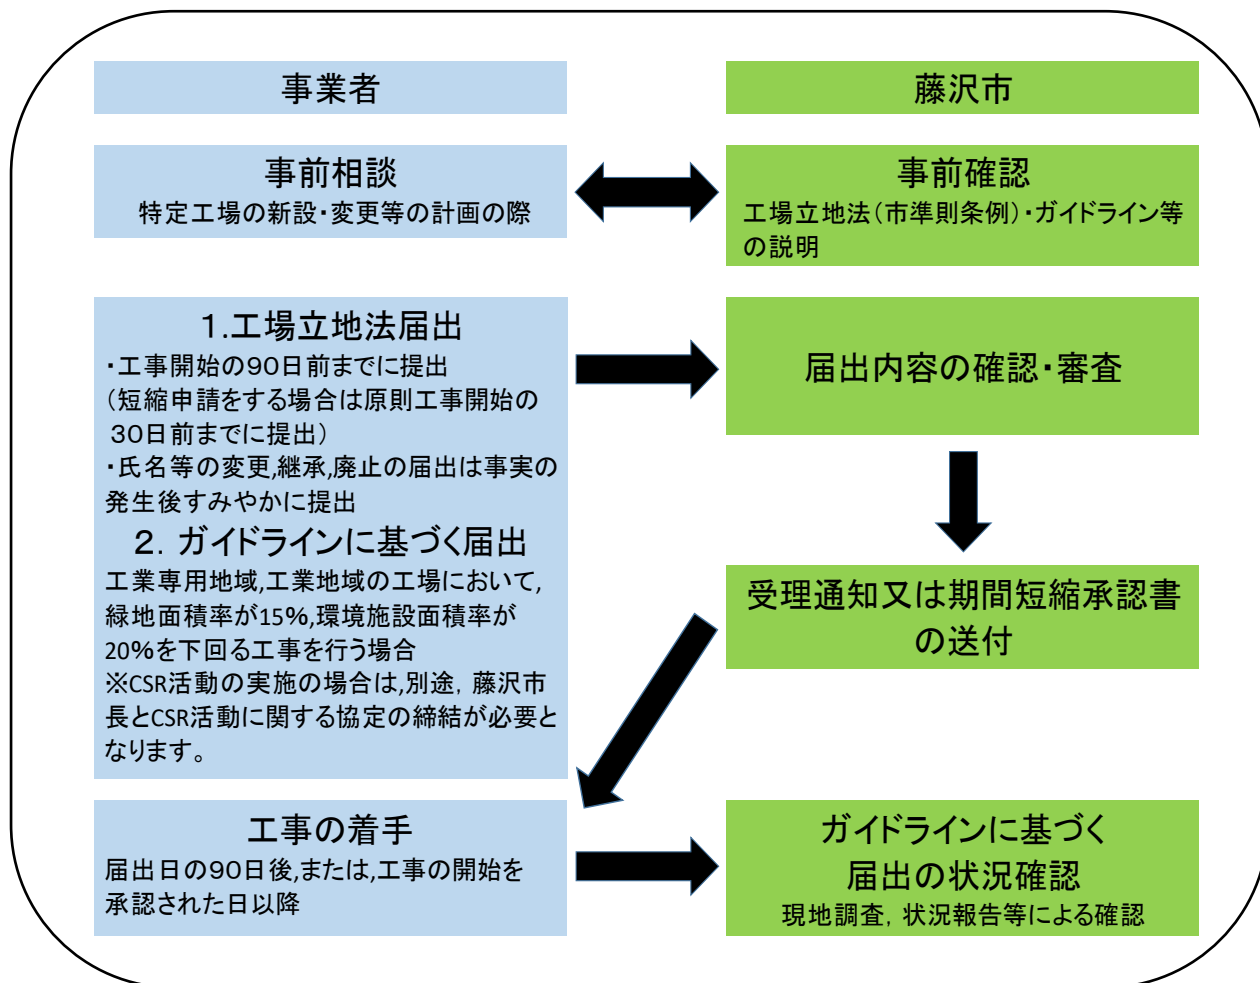 事業者
藤沢市
事前相談
特定工場の新設・変更等の計画の際
事前確認
工場立地法(市準則条例)・ガイドライン等
の説明
1.工場立地法届出
・工事開始の90日前までに提出
(短縮申請をする場合は原則工事開始の
30日前までに提出)
・氏名等の変更,継承,廃止の届出は事実の
発生後すみやかに提出
2. ガイドラインに基づく届出
工業専用地域,工業地域の工場において,
緑地面積率が15%,環境施設面積率が
20%を下回る工事を行う場合
※CSR活動の実施の場合は,別途, 藤沢市
長とCSR活動に関する協定の締結が必要と
なります。
届出内容の確認・審査
受理通知又は期間短縮承認書
の送付
工事の着手
届出日の90日後,または,工事の開始を
承認された日以降
ガイドラインに基づく
届出の状況確認
現地調査, 状況報告等による確認